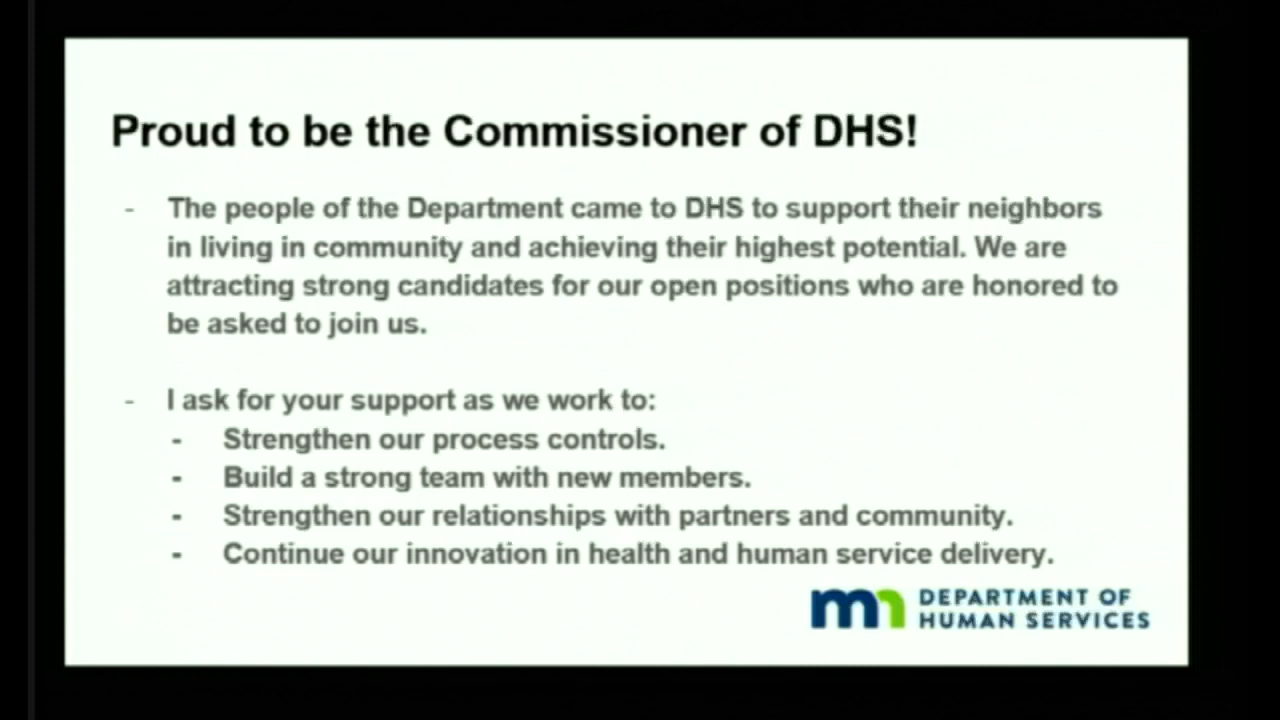 Proud to be the Commissioner of DHS!
- The people of the Department came to DHS to support their neighbors
in living in community and achieving their highest potential. We are
attracting strong candidates for our open positions who are honored to
be asked to join us.
- I ask for your support as we work to:
- Strengthen our process controls.
- Build a strong team with new members.
- Strengthen our relationships with partners and community.
- Continue our innovation in health and human service delivery.
mn DEPARTMENT OF
HUMAN SERVICES